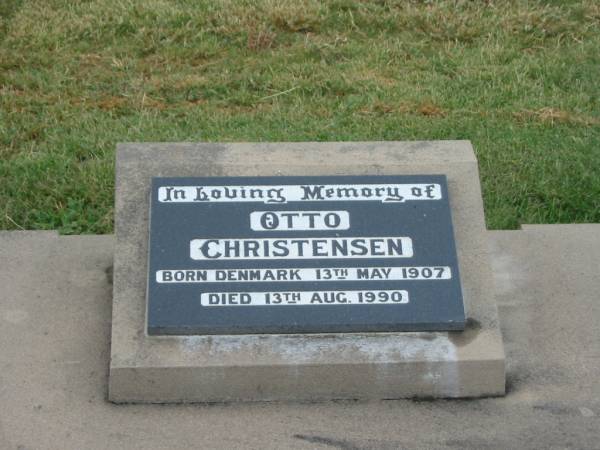 In Loving Memory of
OTTO
CHRISTENSEN
BORN DENMARK 13TH MAY 1907
DIED 13TH AUG. 1990